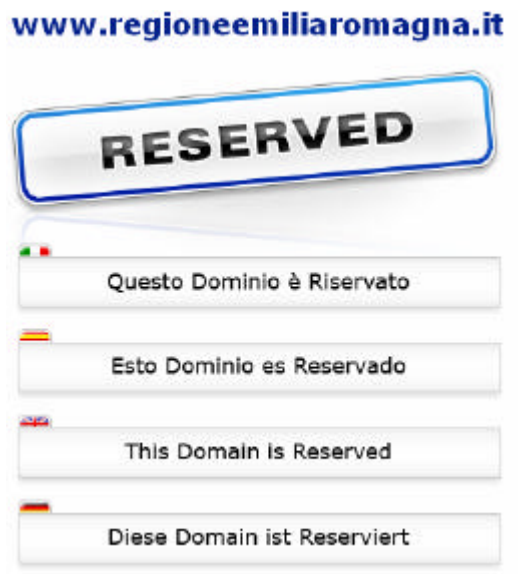 www.regioneemiliaromagna.it
RESERVED
Questo Dominio è Riservato
Esto Dominio es Reservado
This Domain is Reserved
Diese Domain ist Reserviert